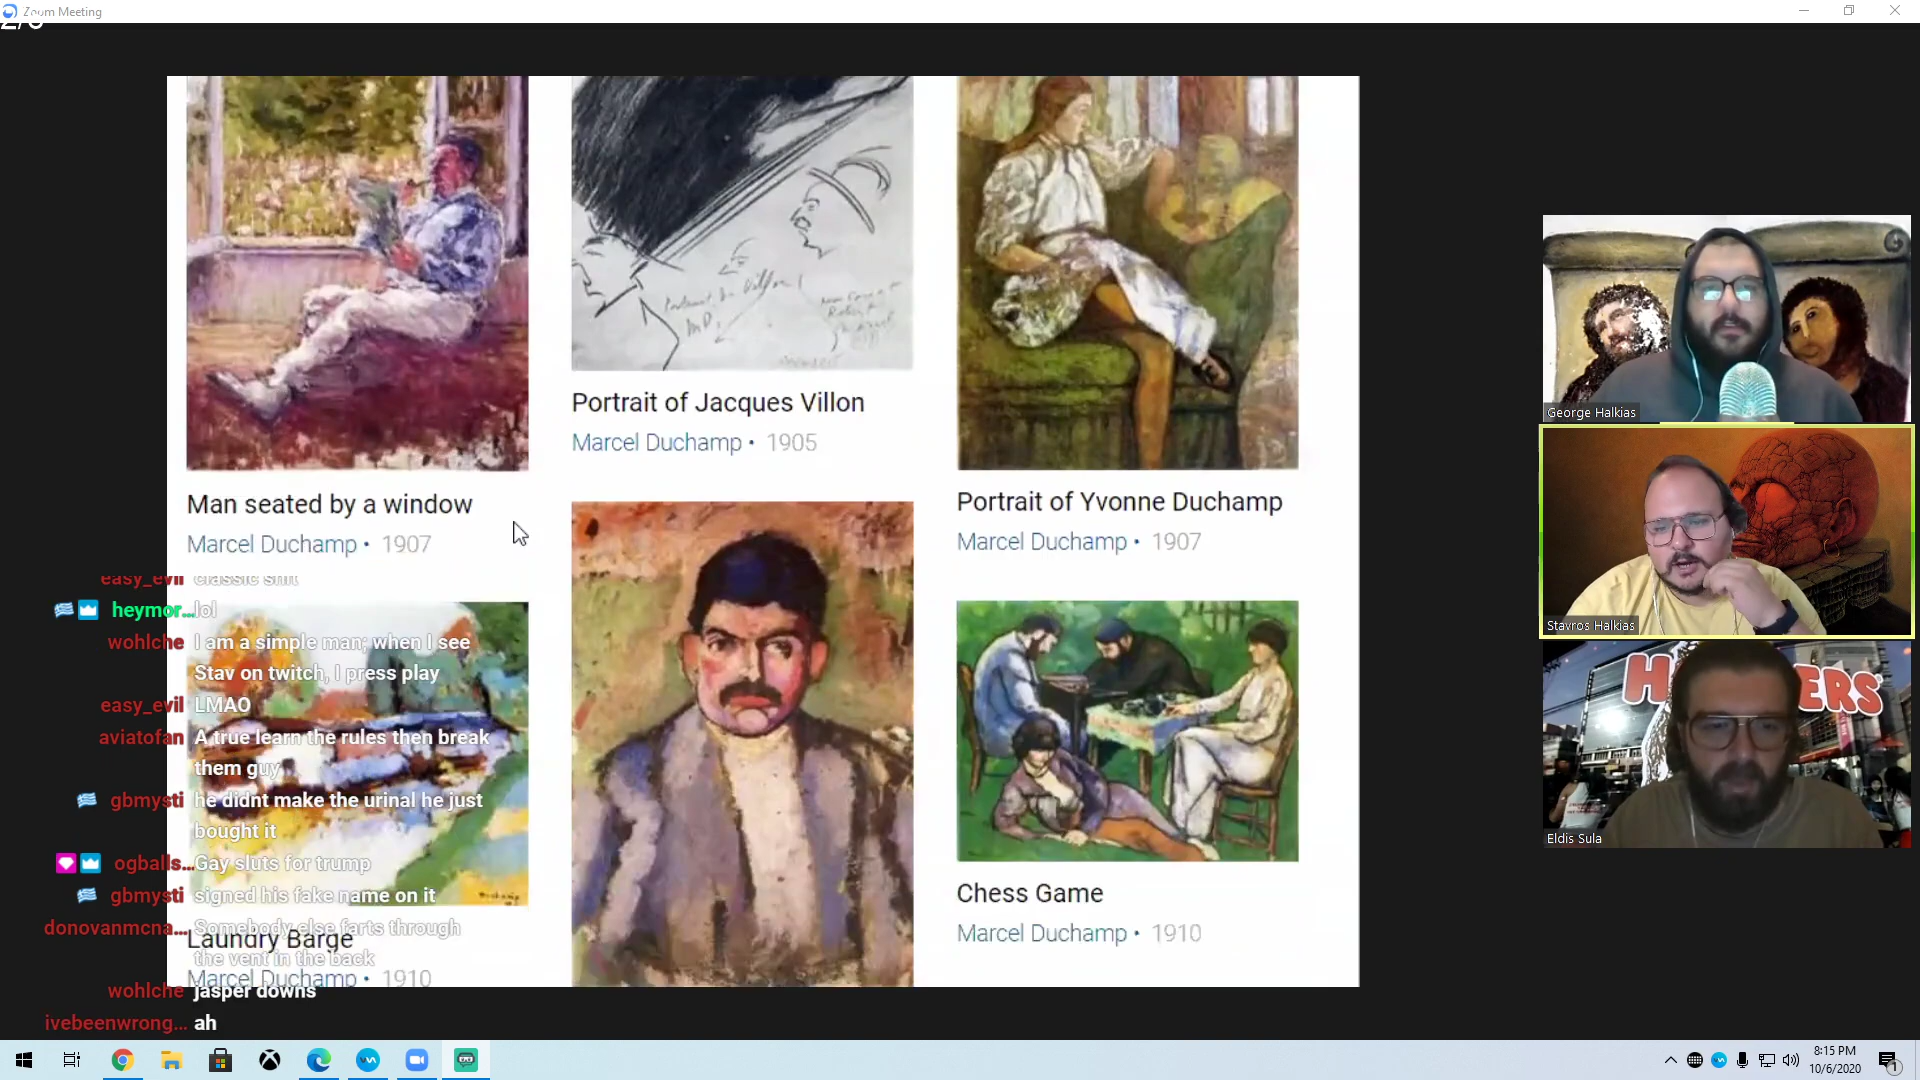 Zoom Meeting
Portrait of Jacques Villon
Marcel Duchamp • 1905
Man seated by a window
Marcel Duchamp • 1907
Portrait of Yvonne Duchamp
Marcel Duchamp • 1907
easy_evil classic shit
heymor... lol
wohlche I am a simple man; when I see
Stav on twitch, I press play
easy_evil LMAO
aviatofan A true learn the rules then break
them guy
gbmysti he didnt make the urinal he just
bought it
ogballs... Gay sluts for trump
gbmysti signed his fake name on it
donovanmcna... Somebody else farts through
the vent in the back
wohlche jasper downs
ivebeenwrong... ah
Laundry Barge
Marcel Duchamp • 1910
Chess Game
Marcel Duchamp • 1910
George Halkias
Stavros Halkias
ERS
Eldis Sula
8:15 PM
10/6/2020
1